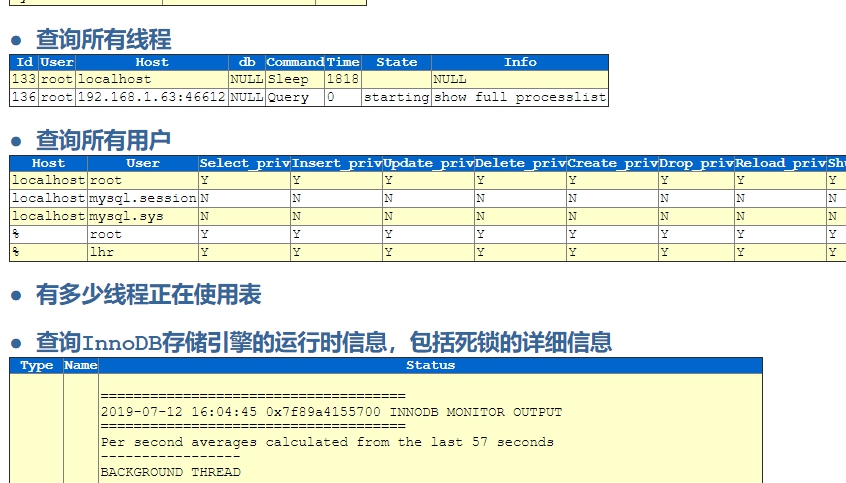 ● 查询所有线程
Id User Host db Command Time State Info
133 root localhost NULL Sleep 1818 NULL
136 root 192.168.1.63:46612 NULL Query 0 starting show full processlist
● 查询所有用户
Host User Select_priv Insert_priv Update_priv Delete_priv Create_priv Drop_priv Reload_priv Shu
localhost root Y Y Y Y Y Y Y Y
localhost mysql.session N N N N N N N N
localhost mysql.sys N N N N N N N N
% root Y Y Y Y Y Y Y Y
% lhr Y Y Y Y Y Y Y Y
● 有多少线程正在使用表
● 查询InnoDB存储引擎的运行时信息，包括死锁的详细信息
Type Name Status
=====================================
2019-07-12 16:04:45 0x7f89a4155700 INNODB MONITOR OUTPUT
=====================================
Per second averages calculated from the last 57 seconds
-----------------
BACKGROUND THREAD